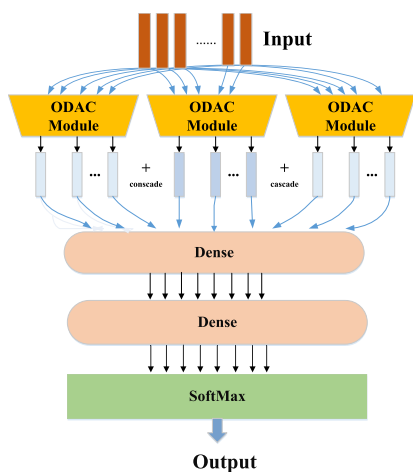 ...... Input
ODAC Module
ODAC Module
ODAC Module
... + conscade ... + cascade ...
Dense
Dense
SoftMax
Output